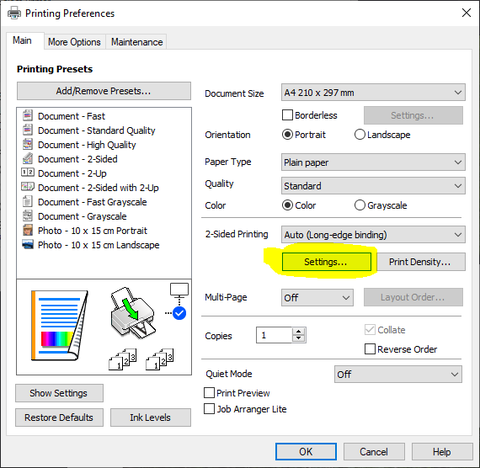 Printing Preferences
Main
More Options
Maintenance
Printing Presets
Add/Remove Presets...
Document - Fast
Document - Standard Quality
Document - High Quality
Document - 2-Sided
Document - 2-Up
Document - 2-Sided with 2-Up
Document - Fast Grayscale
Document - Grayscale
Photo - 10 x 15 cm Portrait
Photo - 10 x 15 cm Landscape
Show Settings
Restore Defaults
Ink Levels
Document Size
A4 210 x 297 mm
Borderless
Settings...
Orientation
Portrait
Landscape
Paper Type
Plain paper
Quality
Standard
Color
Color
Grayscale
2-Sided Printing
Auto (Long-edge binding)
Settings...
Print Density...
Multi-Page
Off
Layout Order...
Copies
1
Collate
Reverse Order
Quiet Mode
Off
Print Preview
Job Arranger Lite
OK
Cancel
Help